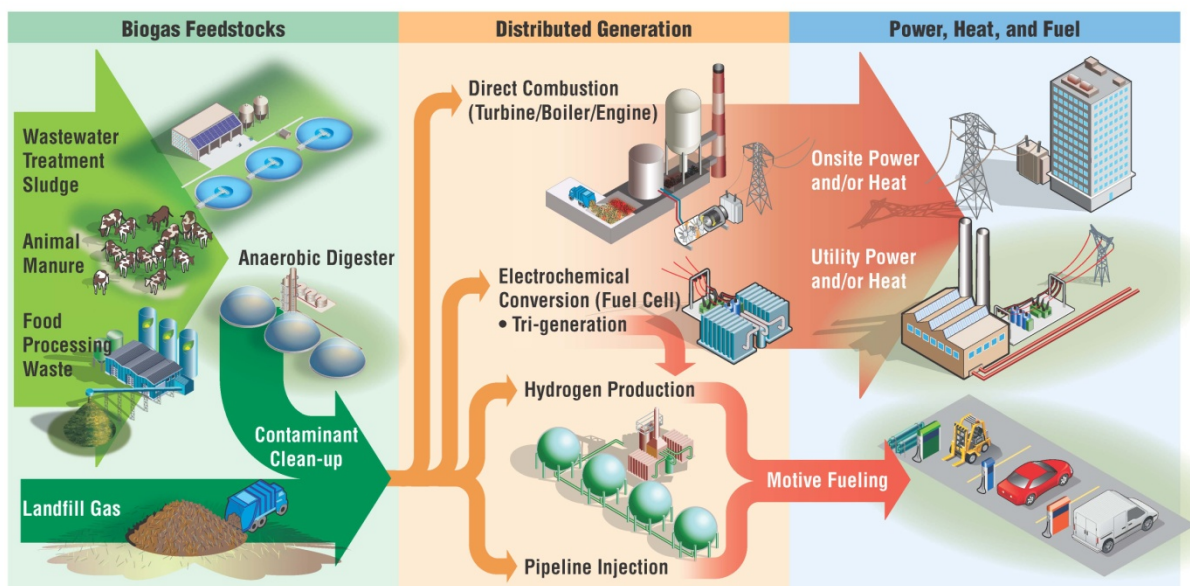 Biogas Feedstocks
Distributed Generation
Power, Heat, and Fuel
Wastewater
Treatment
Sludge
Animal
Manure
Food
Processing
Waste
Anaerobic Digester
Contaminant
Clean-up
Landfill Gas
Direct Combustion
(Turbine/Boiler/Engine)
Electrochemical
Conversion (Fuel Cell)
• Tri-generation
Hydrogen Production
Pipeline Injection
Onsite Power
and/or Heat
Utility Power
and/or Heat
Motive Fueling